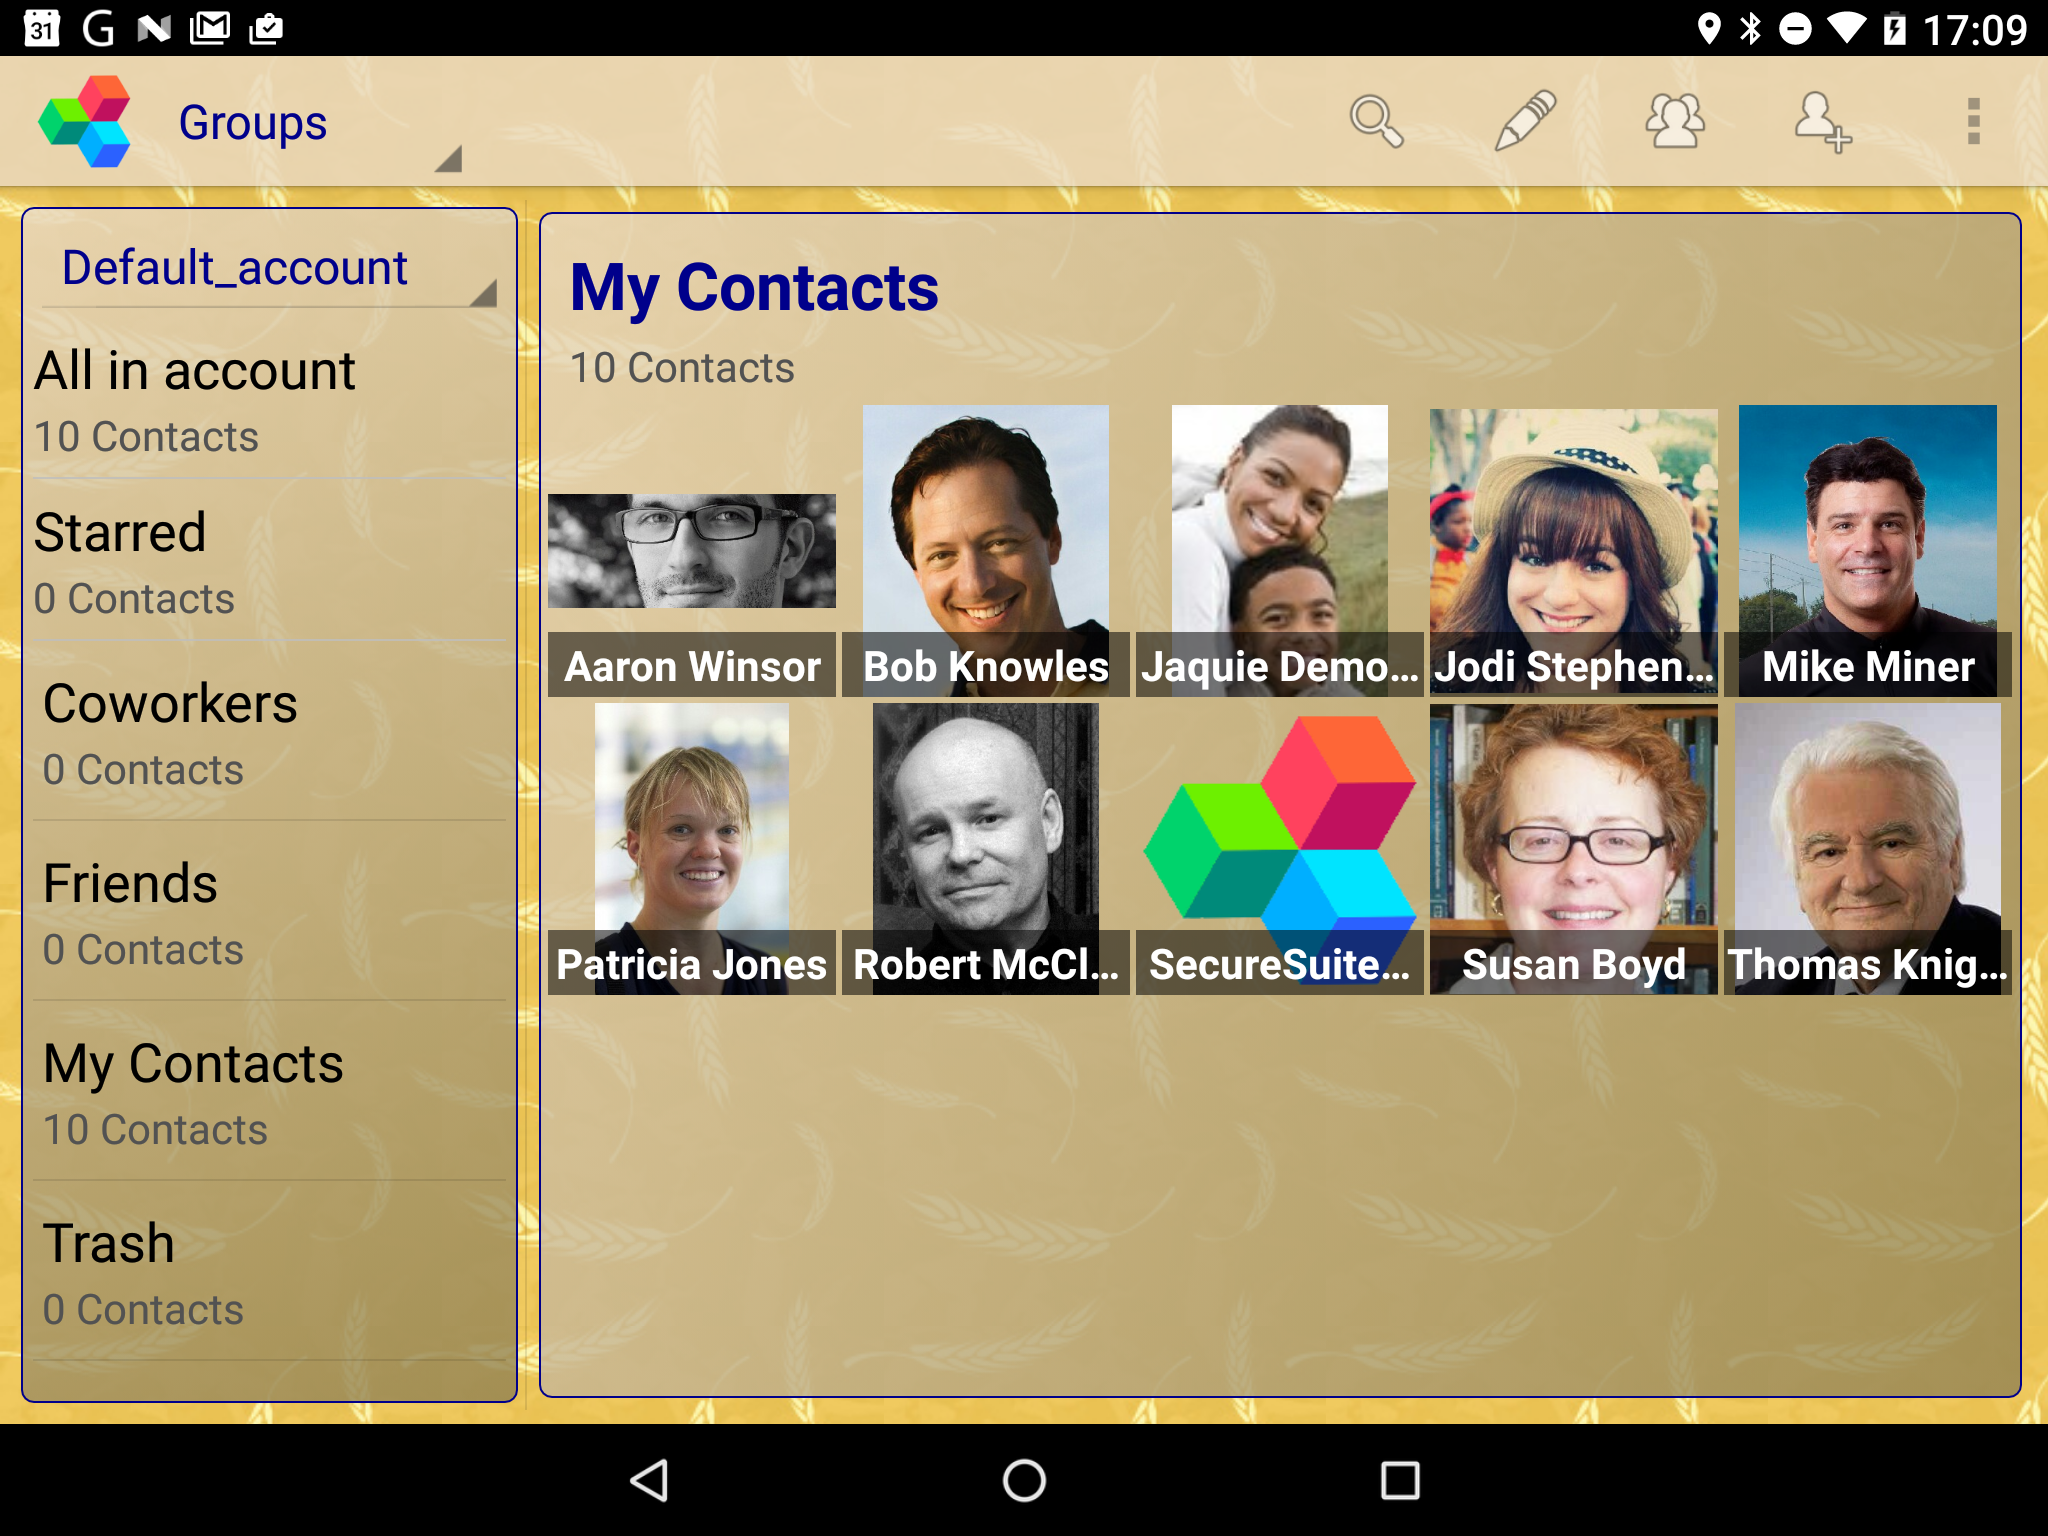 31 G N M 17:09
Groups
Default_account
All in account
10 Contacts
Starred
0 Contacts
Coworkers
0 Contacts
Friends
0 Contacts
My Contacts
10 Contacts
Trash
0 Contacts
My Contacts
10 Contacts
Aaron Winsor
Bob Knowles
Jaquie Demo...
Jodi Stephen...
Mike Miner
Patricia Jones
Robert McCl...
SecureSuite...
Susan Boyd
Thomas Knig...